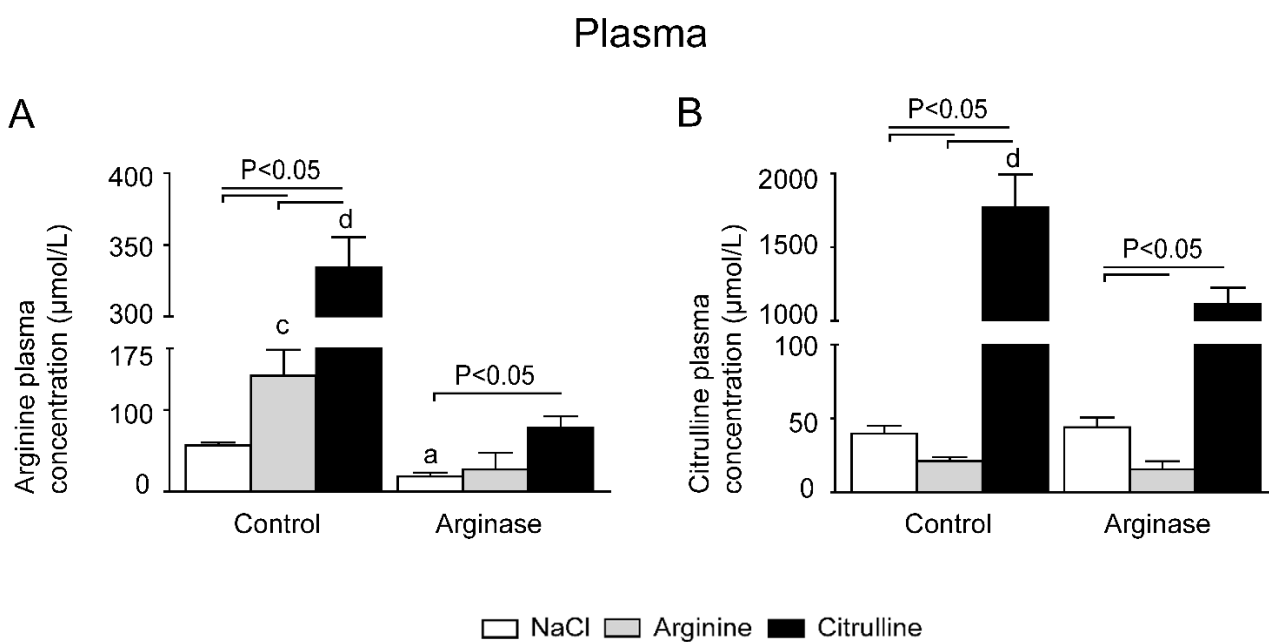 Plasma
A
P<0.05
400
350
300
175
100
0
d
c
P<0.05
a
Arginine plasma
concentration (µmol/L)
Control
Arginase
B
P<0.05
2000
1500
1000
100
50
0
d
P<0.05
Citrulline plasma
concentration (µmol/L)
Control
Arginase
NaCl Arginine Citrulline